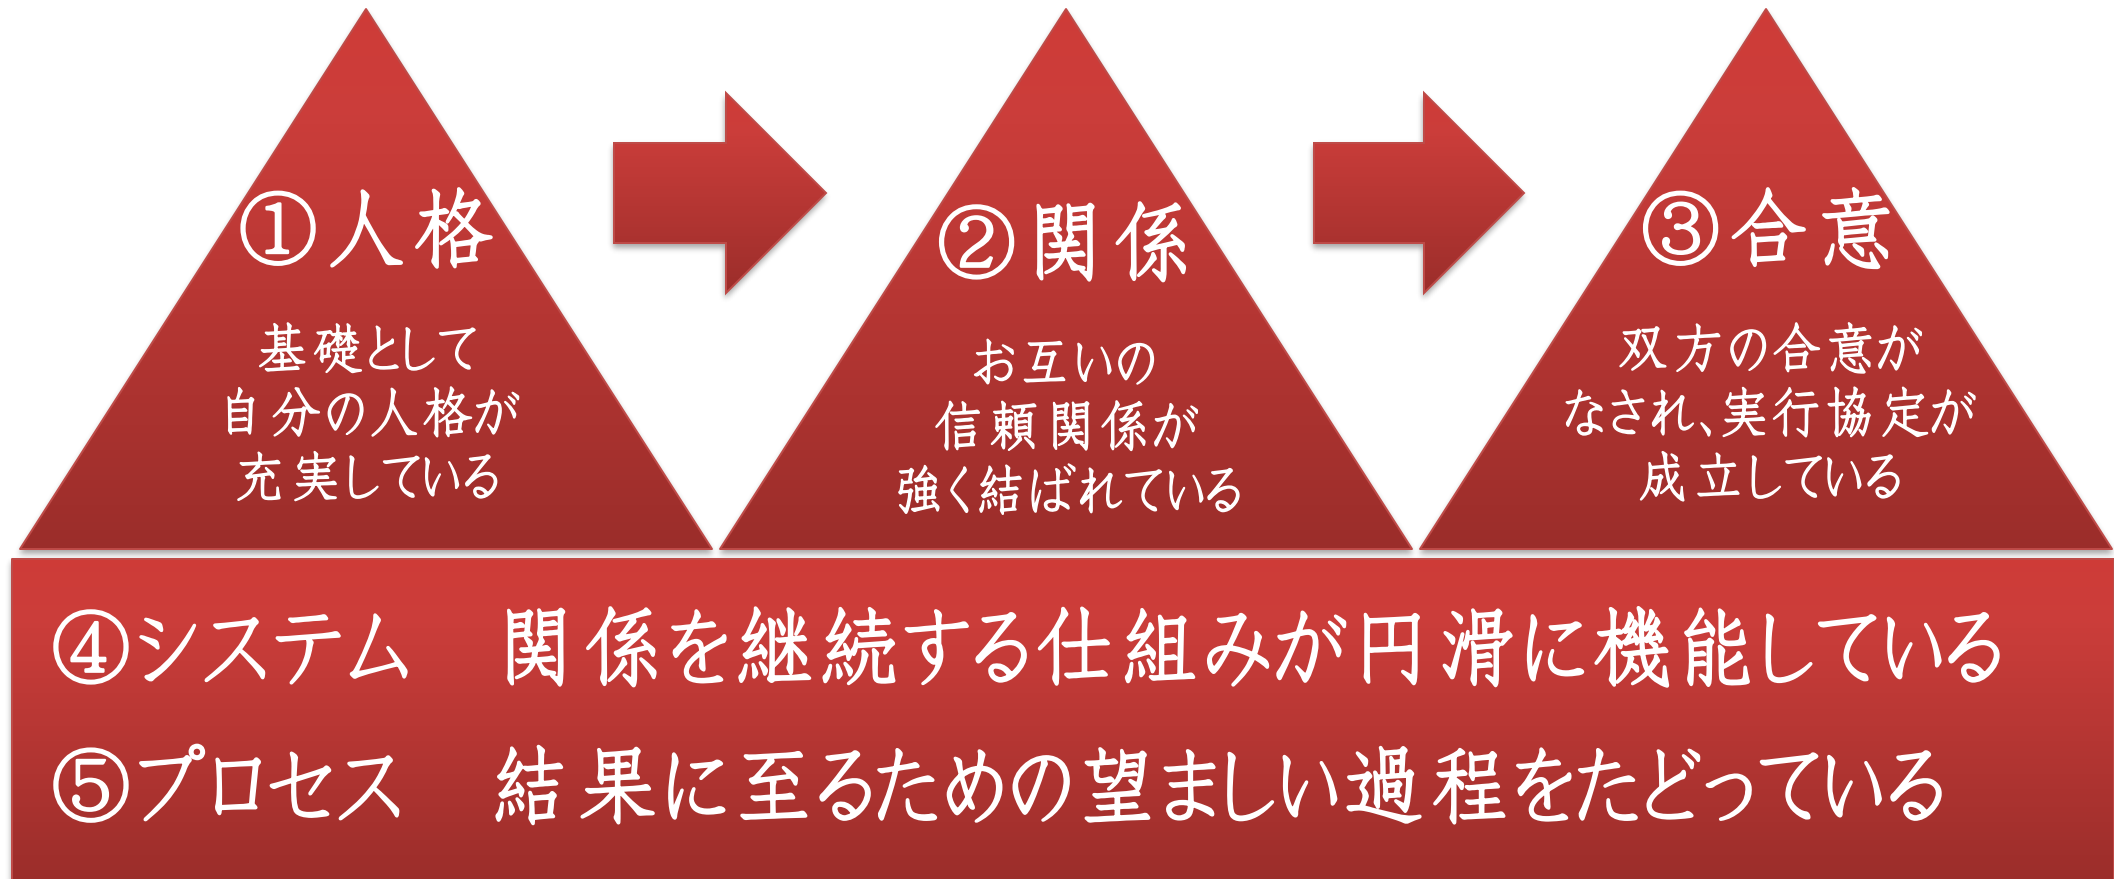 ①人格
基礎として
自分の人格が
充実している
②関係
お互いの
信頼関係が
強く結ばれている
③合意
双方の合意が
なされ、実行協定が
成立している
④システム　関係を継続する仕組みが円滑に機能している
⑤プロセス　結果に至るための望ましい過程をたどっている